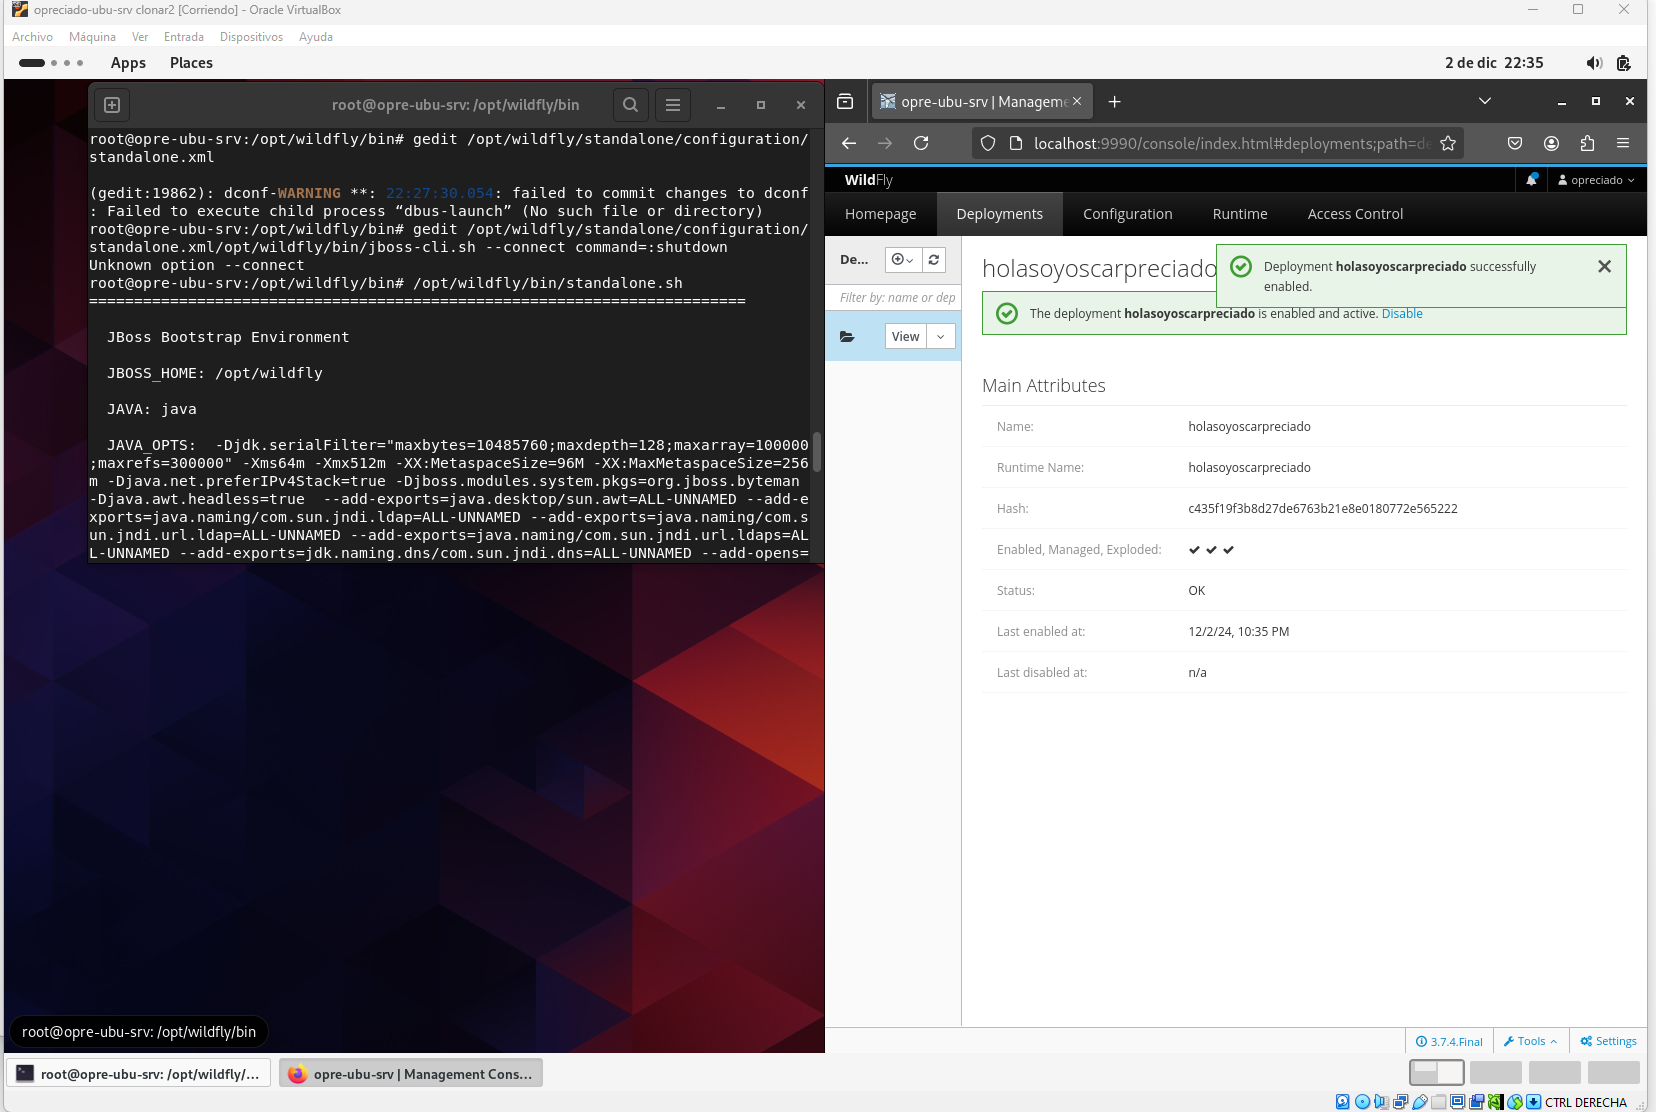 opreciado-ubu-srv clonar2 [Corriendo] - Oracle VirtualBox
Archivo Máquina Ver Entrada Dispositivos Ayuda
Apps Places 2 de dic 22:35
root@opre-ubu-srv: /opt/wildfly/bin
root@opre-ubu-srv:/opt/wildfly/bin# gedit /opt/wildfly/standalone/configuration/
standalone.xml
(gedit:19862): dconf-WARNING **: 22:27:30.054: failed to commit changes to dconf
: Failed to execute child process “dbus-launch” (No such file or directory)
root@opre-ubu-srv:/opt/wildfly/bin# gedit /opt/wildfly/standalone/configuration/
standalone.xml/opt/wildfly/bin/jboss-cli.sh --connect command=:shutdown
Unknown option --connect
root@opre-ubu-srv:/opt/wildfly/bin# /opt/wildfly/bin/standalone.sh
=========================================================================
JBoss Bootstrap Environment
JBOSS_HOME: /opt/wildfly
JAVA: java
JAVA_OPTS:  -Djdk.serialFilter="maxbytes=10485760;maxdepth=128;maxarray=100000
;maxrefs=300000" -Xms64m -Xmx512m -XX:MetaspaceSize=96M -XX:MaxMetaspaceSize=256
m -Djava.net.preferIPv4Stack=true -Djboss.modules.system.pkgs=org.jboss.byteman
-Djava.awt.headless=true  --add-exports=java.desktop/sun.awt=ALL-UNNAMED --add-e
xports=java.naming/com.sun.jndi.ldap=ALL-UNNAMED --add-exports=java.naming/com.s
un.jndi.url.ldap=ALL-UNNAMED --add-exports=java.naming/com.sun.jndi.url.ldaps=AL
L-UNNAMED --add-exports=jdk.naming.dns/com.sun.jndi.dns=ALL-UNNAMED --add-opens=
root@opre-ubu-srv: /opt/wildfly/bin
opre-ubu-srv | Manageme
localhost:9990/console/index.html#deployments;path=de
WildFly opreciado
Homepage Deployments Configuration Runtime Access Control
De...
Filter by: name or dep
View
holasoyoscarpreciado
Deployment holasoyoscarpreciado successfully
enabled.
The deployment holasoyoscarpreciado is enabled and active. Disable
Main Attributes
Name: holasoyoscarpreciado
Runtime Name: holasoyoscarpreciado
Hash: c435f19f3b8d27de6763b21e8e0180772e565222
Enabled, Managed, Exploded:
Status: OK
Last enabled at: 12/2/24, 10:35 PM
Last disabled at: n/a
3.7.4.Final Tools Settings
root@opre-ubu-srv: /opt/wildfly/... opre-ubu-srv | Management Cons...
CTRL DERECHA